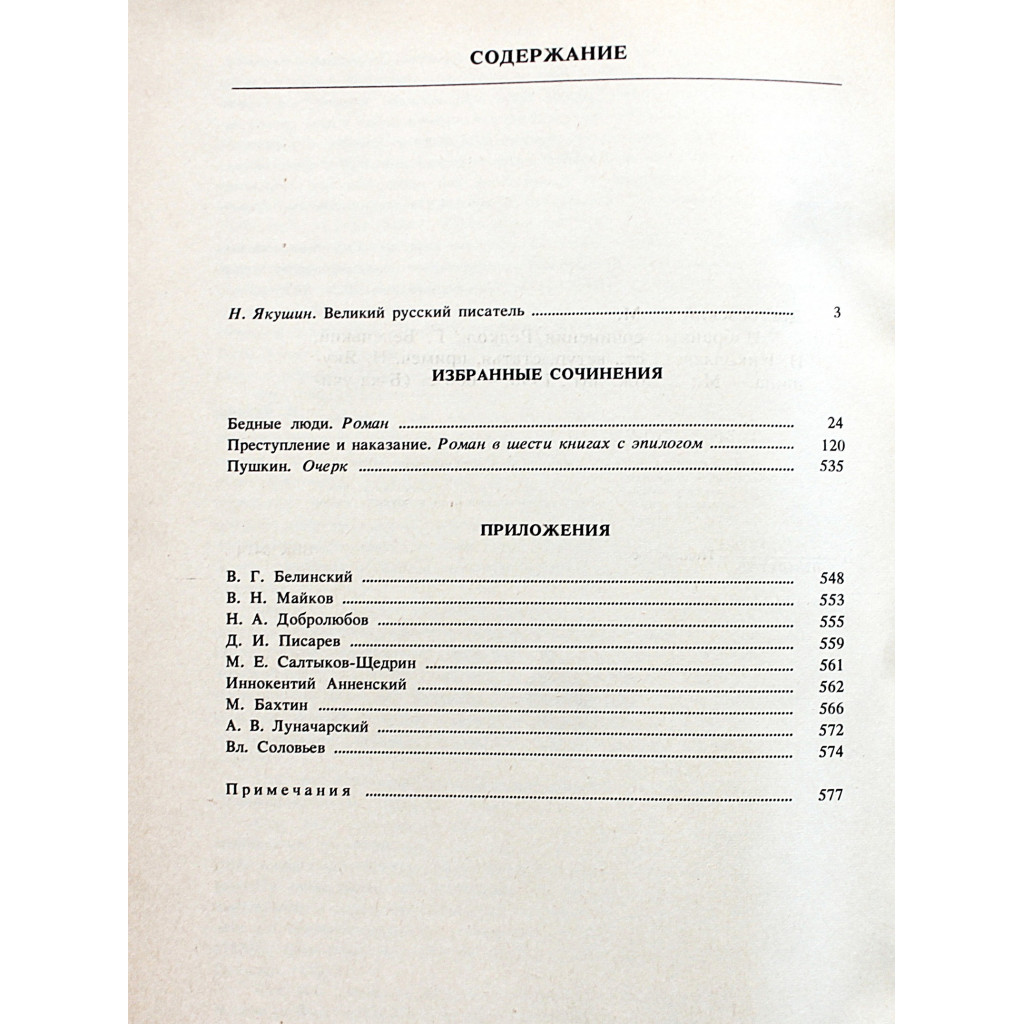 СОДЕРЖАНИЕ
Н. Якушин. Великий русский писатель ........ 3
ИЗБРАННЫЕ СОЧИНЕНИЯ
Бедные люди. Роман ........ 24
Преступление и наказание. Роман в шести книгах с эпилогом ........ 120
Пушкин. Очерк ........ 535
ПРИЛОЖЕНИЯ
В. Г. Белинский ........ 548
В. Н. Майков ........ 553
Н. А. Добролюбов ........ 555
Д. И. Писарев ........ 559
М. Е. Салтыков-Щедрин ........ 561
Иннокентий Анненский ........ 562
М. Бахтин ........ 566
А. В. Луначарский ........ 572
Вл. Соловьев ........ 574
Примечания ........ 577